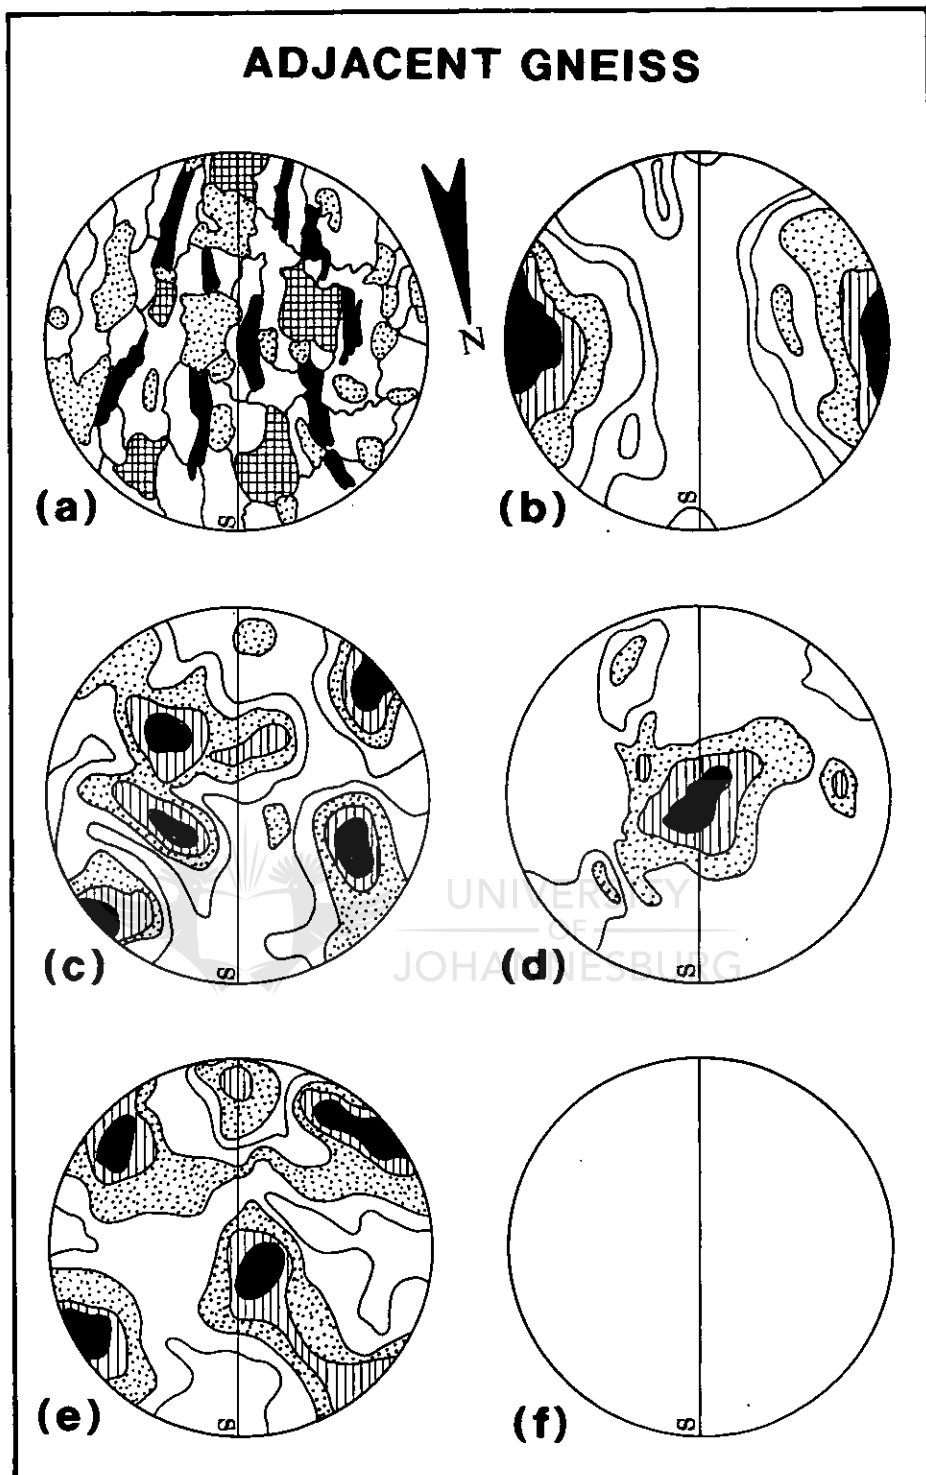 ADJACENT GNEISS
N
S
(a)
S
(b)
S
(c)
S
(d)
UNIVERSITY
OF
JOHANNESBURG
S
(e)
S
(f)